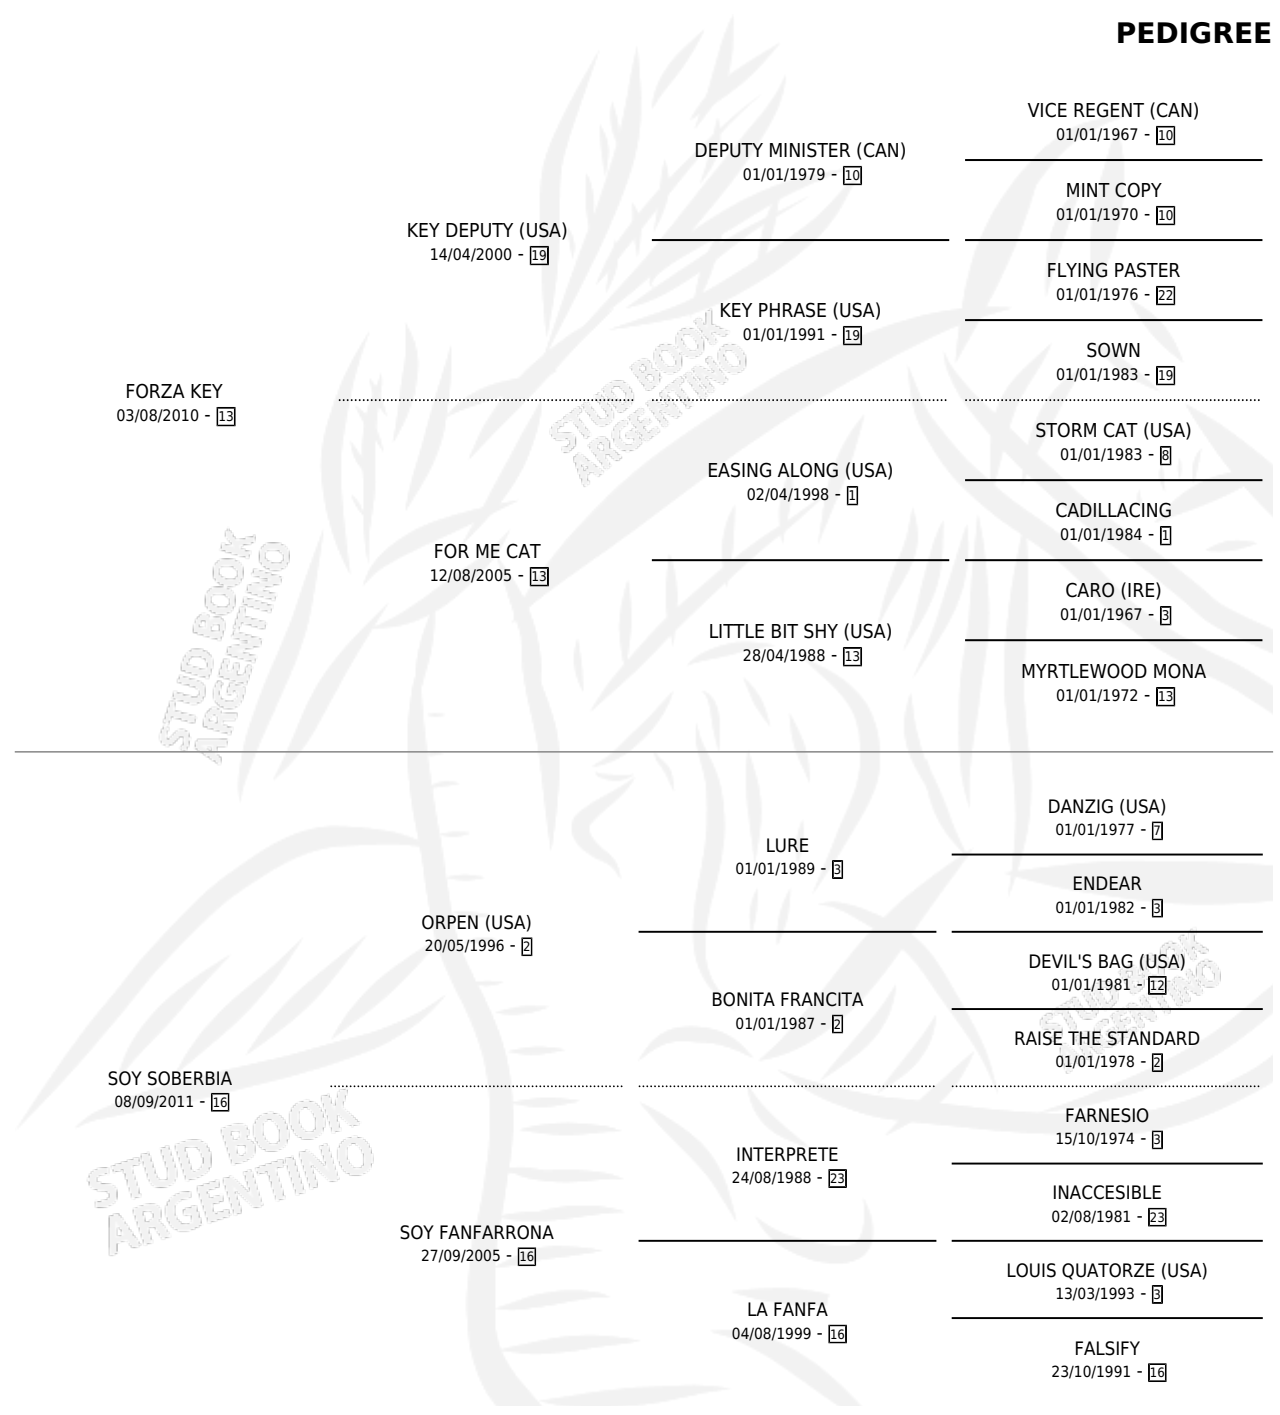 PEDIGREE
VICE REGENT (CAN)
01/01/1967 - 10
DEPUTY MINISTER (CAN)
01/01/1979 - 10
MINT COPY
01/01/1970 - 10
KEY DEPUTY (USA)
14/04/2000 - 19
FLYING PASTER
01/01/1976 - 22
KEY PHRASE (USA)
01/01/1991 - 19
SOWN
01/01/1983 - 19
FORZA KEY
03/08/2010 - 13
STORM CAT (USA)
01/01/1983 - 8
EASING ALONG (USA)
02/04/1998 - 1
CADILLACING
01/01/1984 - 1
FOR ME CAT
12/08/2005 - 13
CARO (IRE)
01/01/1967 - 3
LITTLE BIT SHY (USA)
28/04/1988 - 13
MYRTLEWOOD MONA
01/01/1972 - 13
DANZIG (USA)
01/01/1977 - 7
LURE
01/01/1989 - 3
ENDEAR
01/01/1982 - 3
ORPEN (USA)
20/05/1996 - 2
DEVIL'S BAG (USA)
01/01/1981 - 12
BONITA FRANCITA
01/01/1987 - 2
RAISE THE STANDARD
01/01/1978 - 2
SOY SOBERBIA
08/09/2011 - 16
FARNESIO
15/10/1974 - 3
INTERPRETE
24/08/1988 - 23
INACCESIBLE
02/08/1981 - 23
SOY FANFARRONA
27/09/2005 - 16
LOUIS QUATORZE (USA)
13/03/1993 - 3
LA FANFA
04/08/1999 - 16
FALSIFY
23/10/1991 - 16
STUD BOOK
ARGENTINO
STUD BOOK
ARGENTINO
STUD BOOK
ARGENTINO
STUD BOOK
ARGENTINO